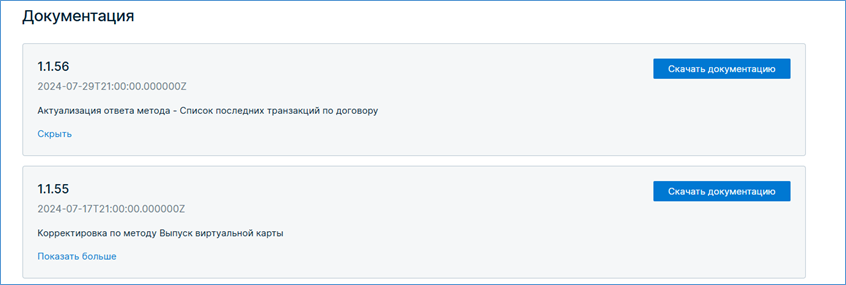 Документация
1.1.56
Скачать документацию
2024-07-29T21:00:00.000000Z
Актуализация ответа метода - Список последних транзакций по договору
Скрыть
1.1.55
Скачать документацию
2024-07-17T21:00:00.000000Z
Корректировка по методу Выпуск виртуальной карты
Показать больше